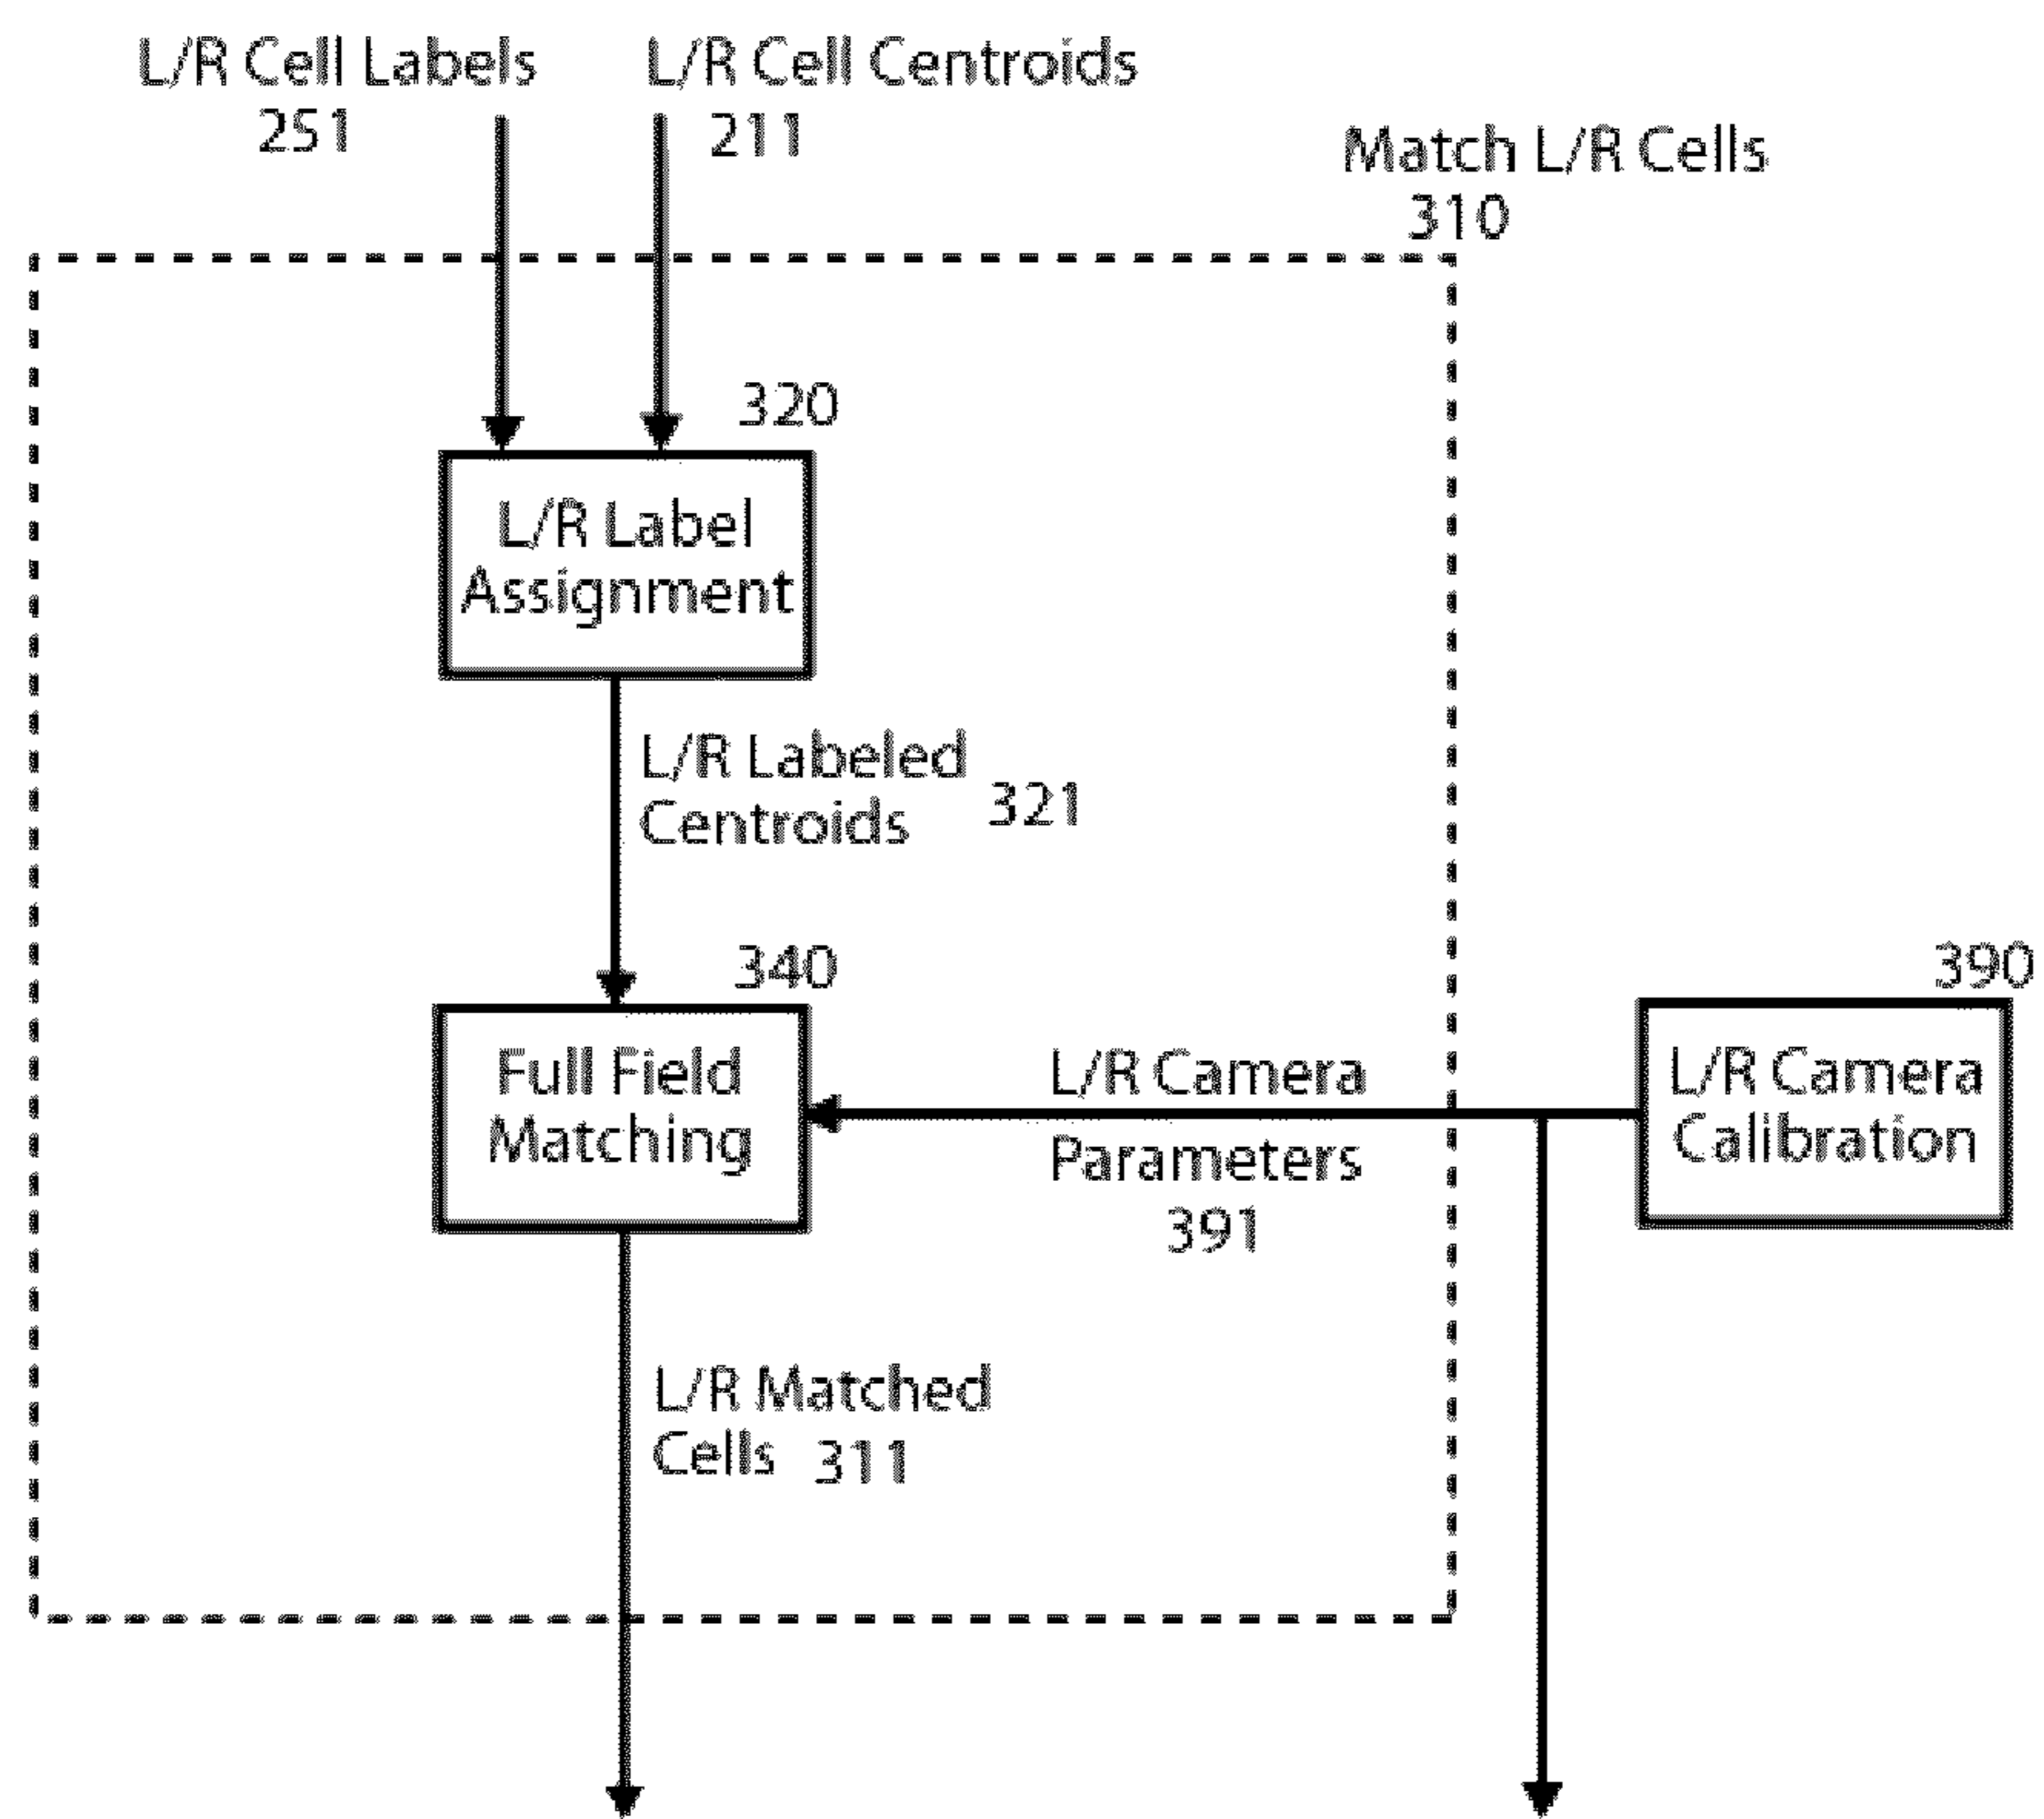 L/R Cell Labels
251
L/R Cell Centroids
211
Match L/R Cells
310
320
L/R Label
Assignment
L/R Labeled
Centroids
321
340
Full Field
Matching
L/R Camera
Parameters
391
390
L/R Camera
Calibration
L/R Matched
Cells 311